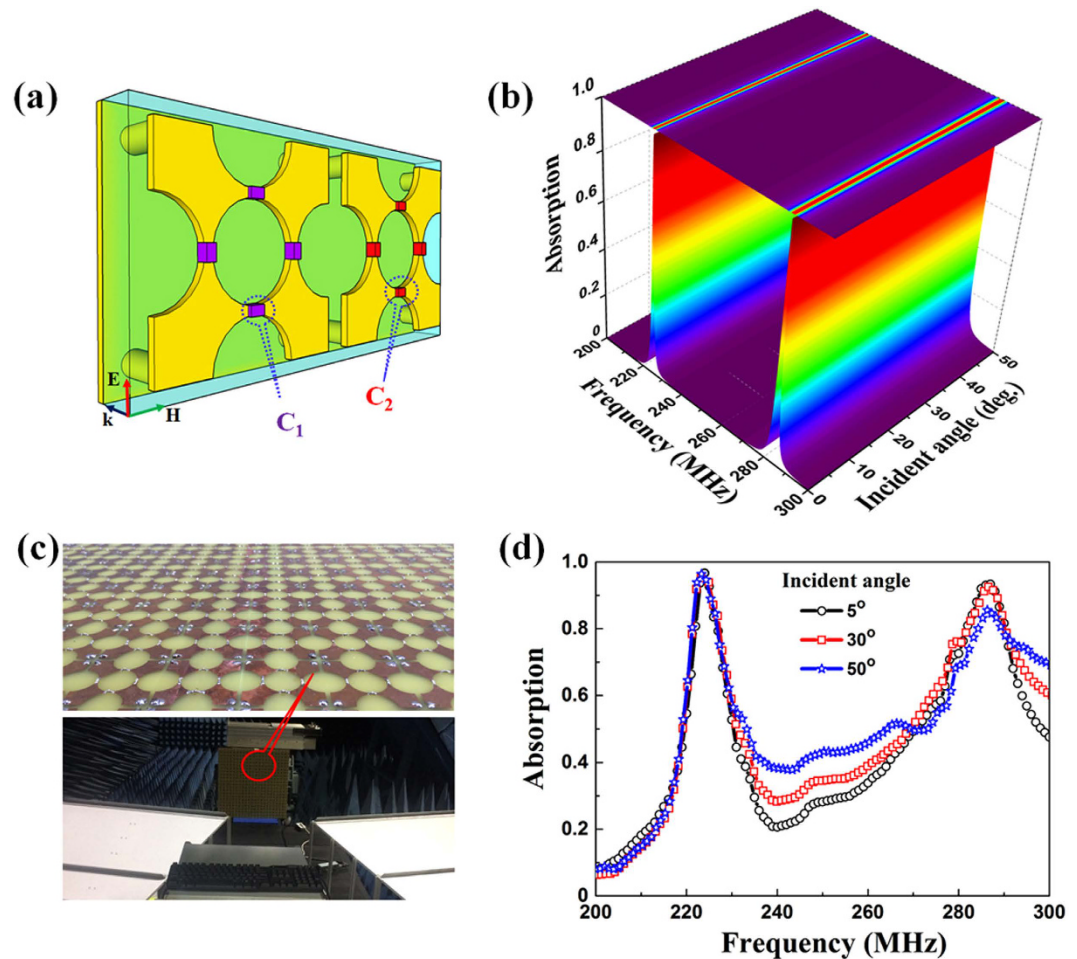 (a)
E
k
H
C1
C2
(b)
1.0
0.8
0.6
0.4
0.2
0
Absorption
200
220
240
260
280
300
Frequency (MHz)
0
10
20
30
40
50
Incident angle (deg.)
(c)
(d)
1.0
0.8
0.6
0.4
0.2
0
Absorption
Incident angle
5°
30°
50°
200 220 240 260 280 300
Frequency (MHz)